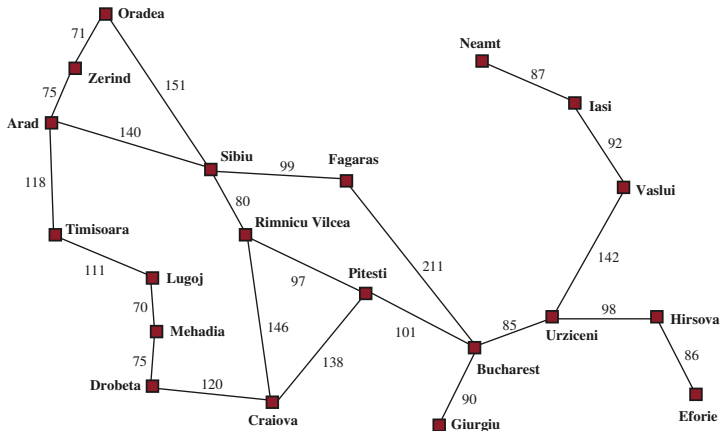 Oradea
71
Neamt
Zerind
87
151
75
Iasi
Arad
140
92
Sibiu
Fagaras
99
118
Vaslui
80
Rimnicu Vilcea
Timisoara
142
111
211
Lugoj
97
Pitesti
70
98
Hirsova
146
85
Mehadia
101
Urziceni
138
86
75
Bucharest
Drobeta
120
90
Craiova
Eforie
Giurgiu